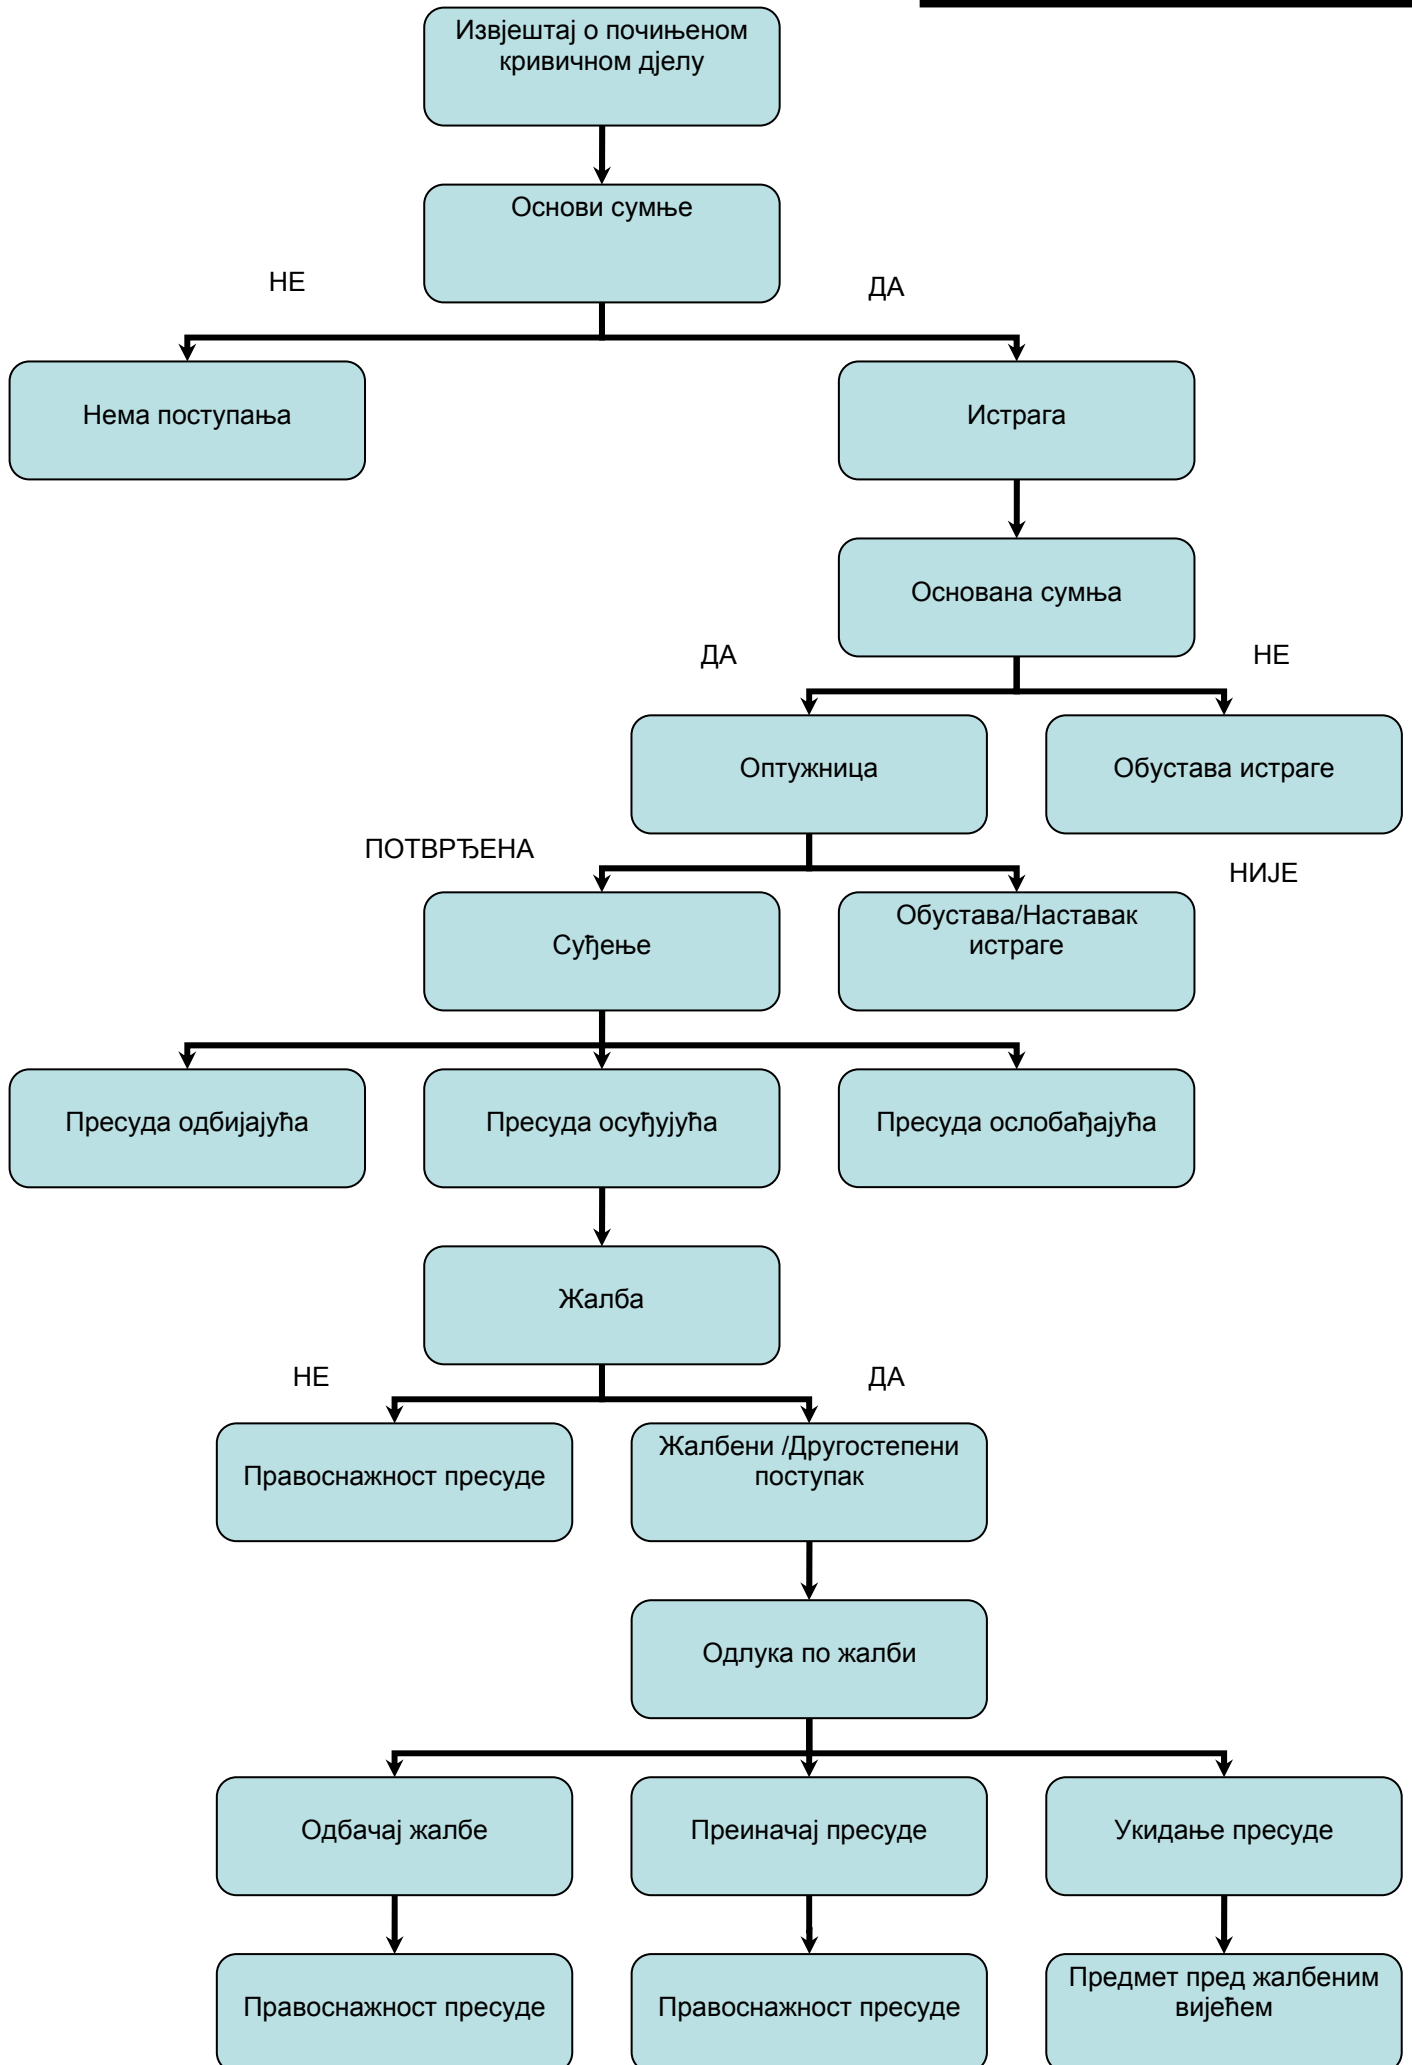 Извјештај о почињеном
кривичном дјелу
Основи сумње
НЕ
ДА
Нема поступања
Истрага
Основана сумња
ДА
НЕ
Оптужница
Обустава истраге
ПОТВРЂЕНА
НИЈЕ
Суђење
Обустава/Наставак
истраге
Пресуда одбијајућа
Пресуда осуђујућа
Пресуда ослобађајућа
Жалба
НЕ
ДА
Правоснажност пресуде
Жалбени /Другостепени
поступак
Одлука по жалби
Одбачај жалбе
Преиначај пресуде
Укидање пресуде
Правоснажност пресуде
Правоснажност пресуде
Предмет пред жалбеним
вијећем